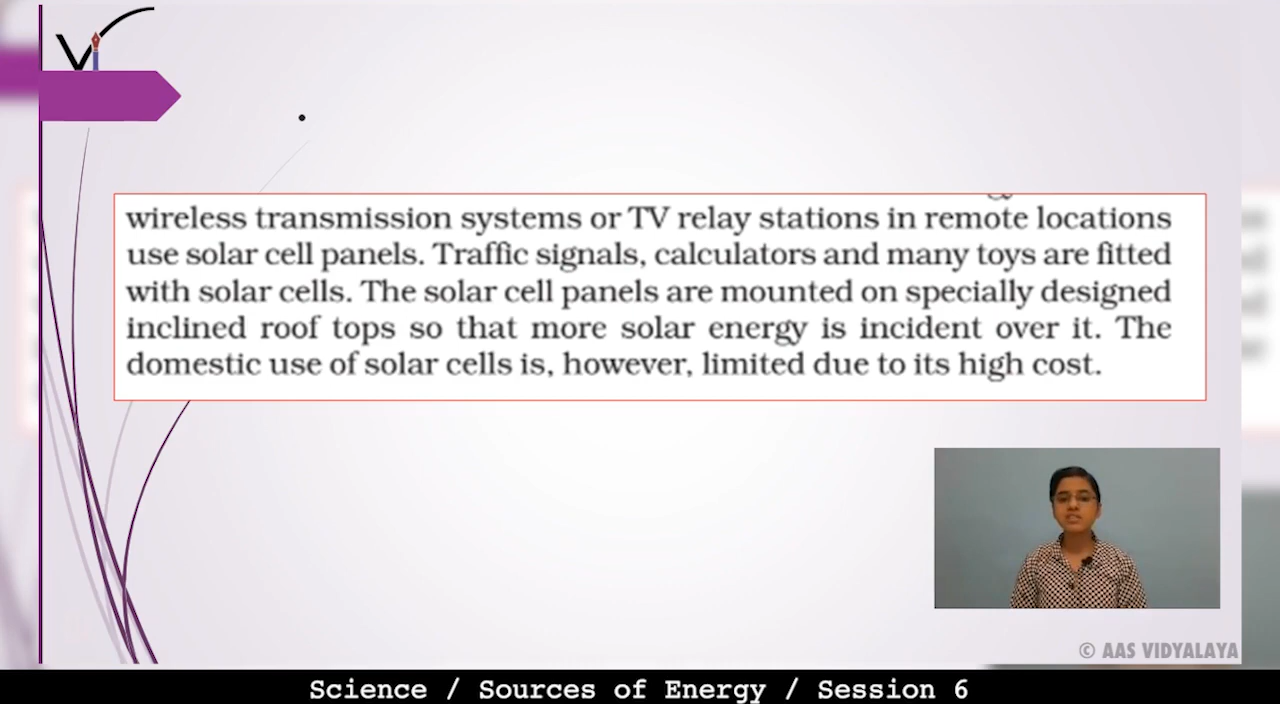 wireless transmission systems or TV relay stations in remote locations
use solar cell panels. Traffic signals, calculators and many toys are fitted
with solar cells. The solar cell panels are mounted on specially designed
inclined roof tops so that more solar energy is incident over it. The
domestic use of solar cells is, however, limited due to its high cost.
© AAS VIDYALAYA
Science / Sources of Energy / Session 6